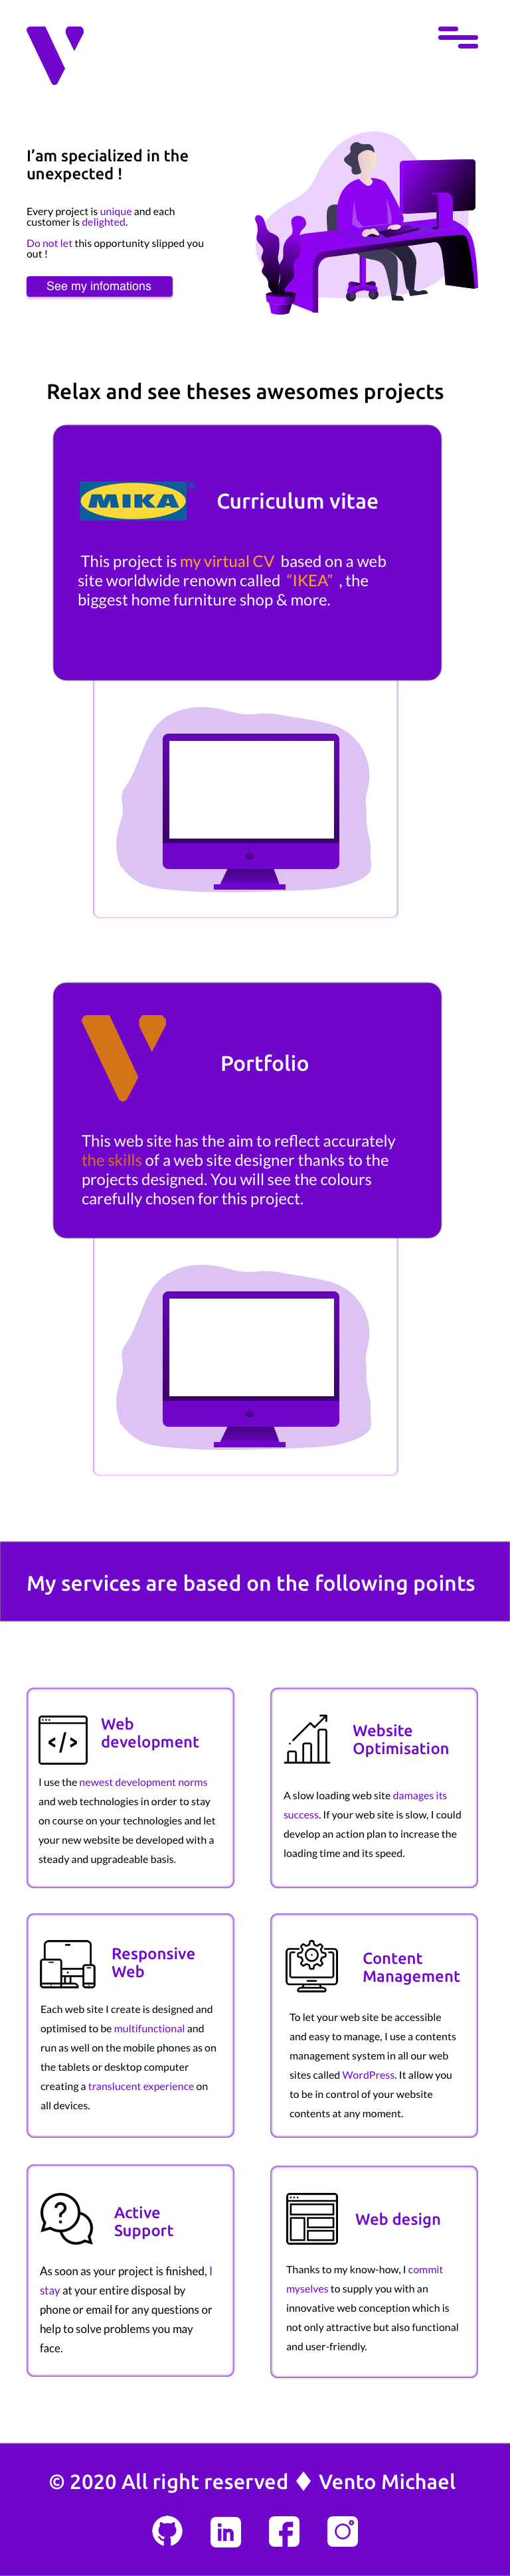 I'am specialized in the
unexpected !
Every project is unique and each
customer is delighted.
Do not let this opportunity slipped you
out !
See my infomations
Relax and see theses awesomes projects
MIKA
®
Curriculum vitae
This project is my virtual CV based on a web
site worldwide renown called “IKEA” , the
biggest home furniture shop & more.
Portfolio
This web site has the aim to reflect accurately
the skills of a web site designer thanks to the
projects designed. You will see the colours
carefully chosen for this project.
My services are based on the following points
Web
development
I use the newest development norms
and web technologies in order to stay
on course on your technologies and let
your new website be developed with a
steady and upgradeable basis.
Website
Optimisation
A slow loading web site damages its
success. If your web site is slow, I could
develop an action plan to increase the
loading time and its speed.
Responsive
Web
Each web site I create is designed and
optimised to be multifunctional and
run as well on the mobile phones as on
the tablets or desktop computer
creating a translucent experience on
all devices.
Content
Management
To let your web site be accessible
and easy to manage, I use a contents
management system in all our web
sites called WordPress. It allow you
to be in control of your website
contents at any moment.
Active
Support
As soon as your project is finished, I
stay at your entire disposal by
phone or email for any questions or
help to solve problems you may
face.
Web design
Thanks to my know-how, I commit
myselves to supply you with an
innovative web conception which is
not only attractive but also functional
and user-friendly.
© 2020 All right reserved ♦ Vento Michael